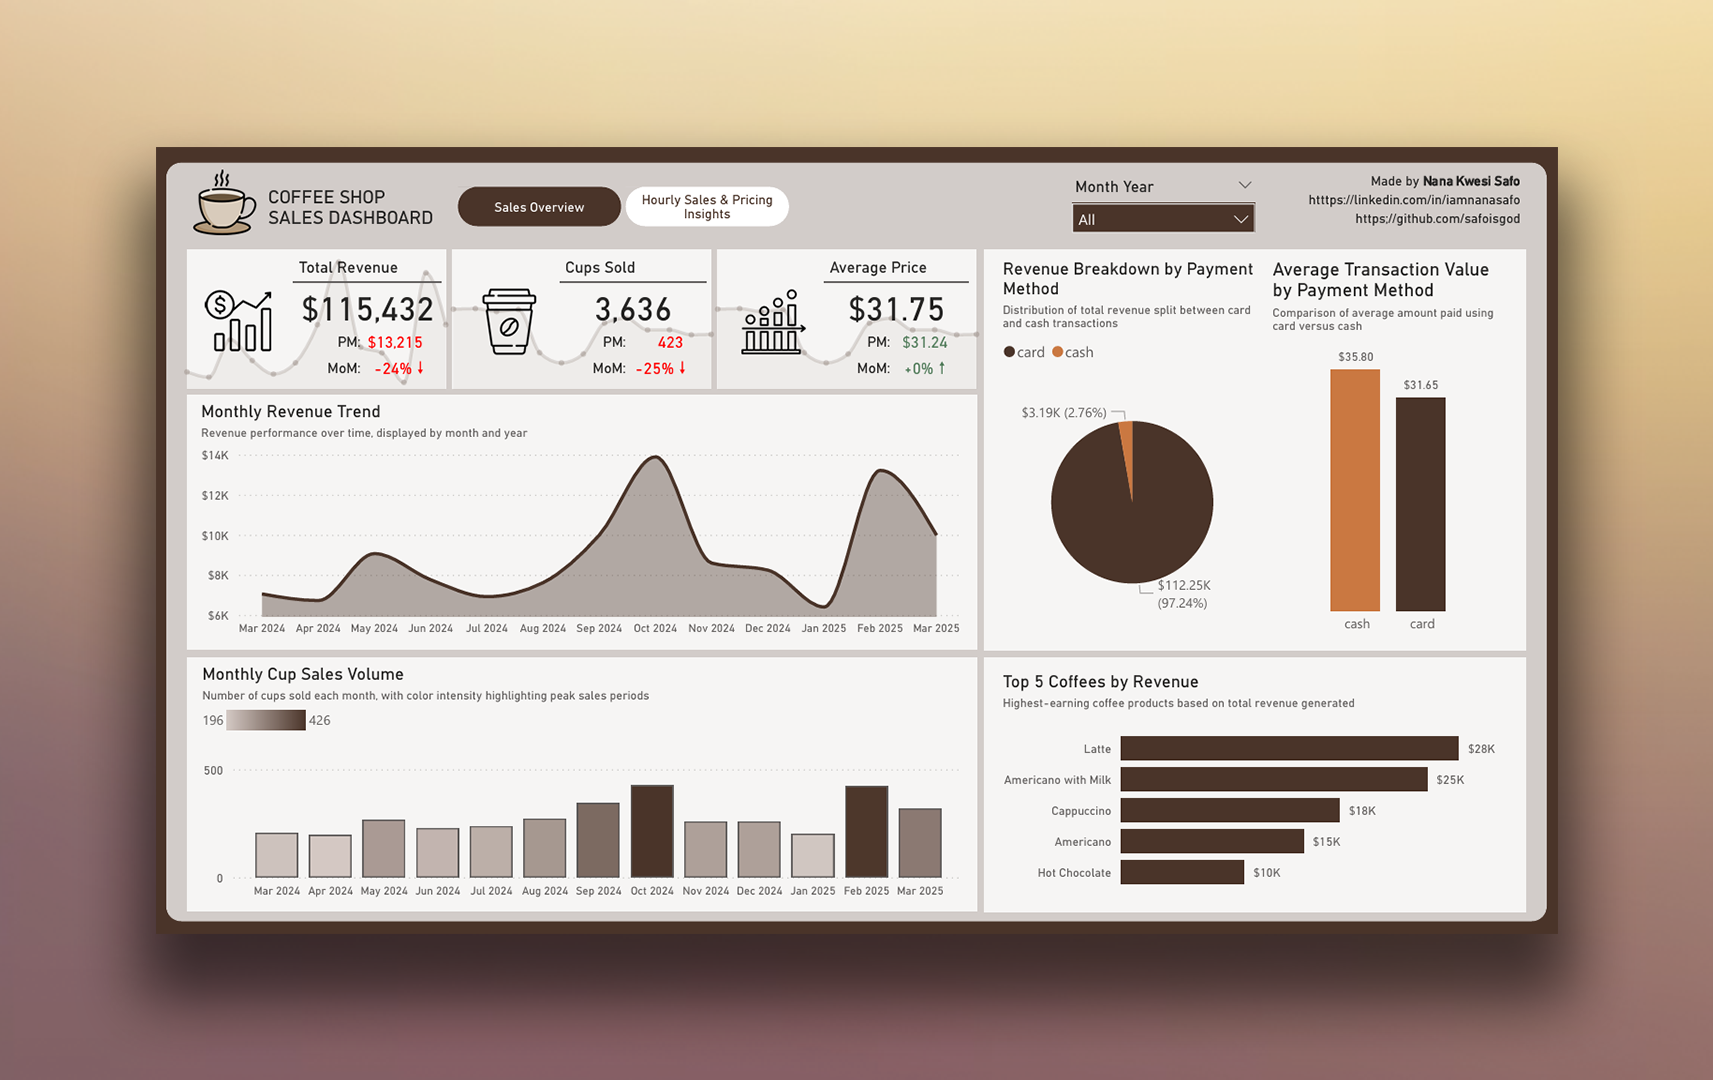 COFFEE SHOP
SALES DASHBOARD
Sales Overview
Hourly Sales & Pricing
Insights
Month Year
All
Made by Nana Kwesi Safo
htttps://linkedin.com/in/iamnanasafo
https://github.com/safoisgod
Total Revenue
$115,432
PM: $13,215
MoM: -24% ↓
Cups Sold
3,636
PM: 423
MoM: -25% ↓
Average Price
$31.75
PM: $31.24
MoM: +0% ↑
Revenue Breakdown by Payment
Method
Distribution of total revenue split between card
and cash transactions
card cash
$3.19K (2.76%)
$112.25K
(97.24%)
Average Transaction Value
by Payment Method
Comparison of average amount paid using
card versus cash
$35.80
$31.65
cash card
Monthly Revenue Trend
Revenue performance over time, displayed by month and year
$14K
$12K
$10K
$8K
$6K
Mar 2024 Apr 2024 May 2024 Jun 2024 Jul 2024 Aug 2024 Sep 2024 Oct 2024 Nov 2024 Dec 2024 Jan 2025 Feb 2025 Mar 2025
Monthly Cup Sales Volume
Number of cups sold each month, with color intensity highlighting peak sales periods
196 426
500
0
Mar 2024 Apr 2024 May 2024 Jun 2024 Jul 2024 Aug 2024 Sep 2024 Oct 2024 Nov 2024 Dec 2024 Jan 2025 Feb 2025 Mar 2025
Top 5 Coffees by Revenue
Highest-earning coffee products based on total revenue generated
Latte $28K
Americano with Milk $25K
Cappuccino $18K
Americano $15K
Hot Chocolate $10K